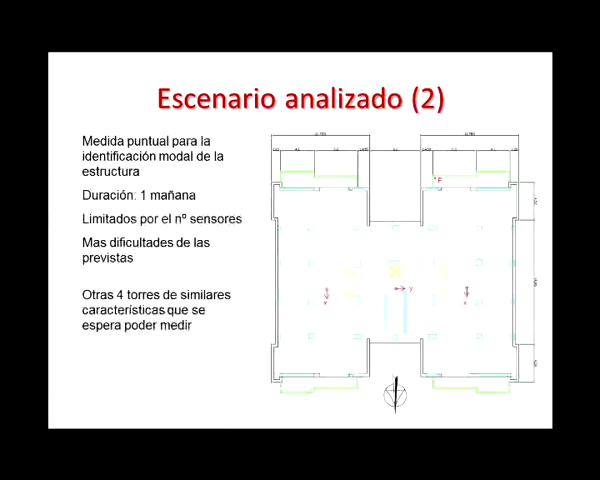 Escenario analizado (2)
Medida puntual para la
identificación modal de la
estructura
Duración: 1 mañana
Limitados por el nº sensores
Mas dificultades de las
previstas
Otras 4 torres de similares
características que se
espera poder medir
F
y
x
x